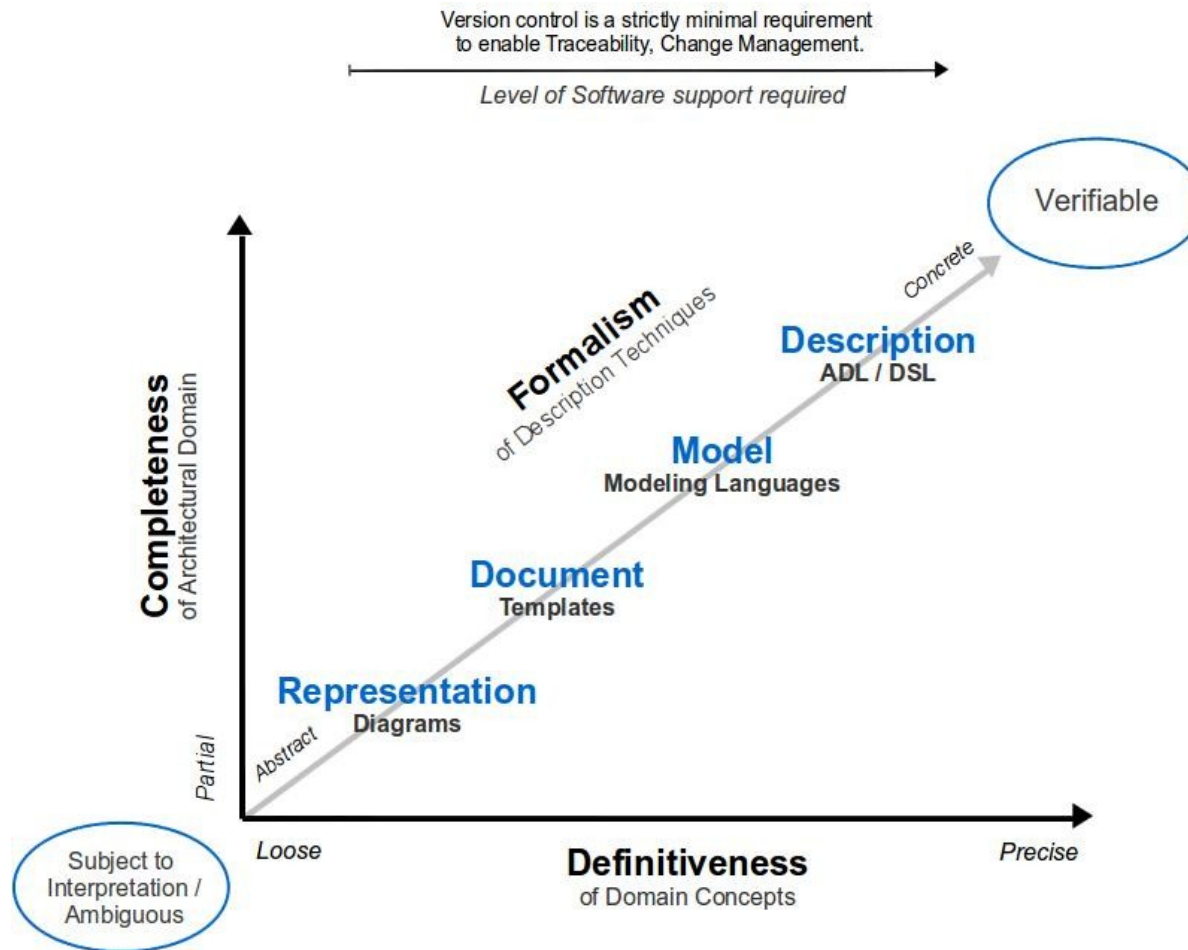 Version control is a strictly minimal requirement
to enable Traceability, Change Management.
Level of Software support required
Verifiable
Concrete
Formalism
of Description Techniques
Description
ADL / DSL
Completeness
of Architectural Domain
Model
Modeling Languages
Document
Templates
Representation
Diagrams
Abstract
Partial
Loose
Definitiveness
of Domain Concepts
Precise
Subject to
Interpretation /
Ambiguous